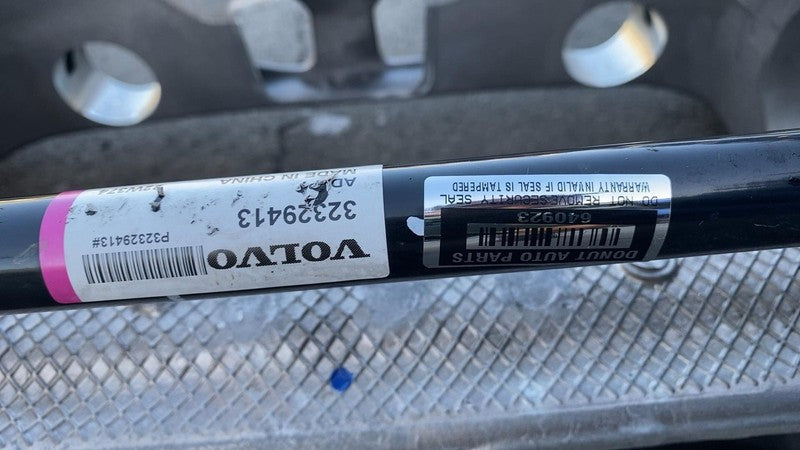 VOLVO
32329413
P32329413#
MADE IN CHINA
DONUT AUTO PARTS
640923
DO NOT REMOVE SECURITY SEAL
WARRANTY INVALID IF SEAL IS TAMPERED